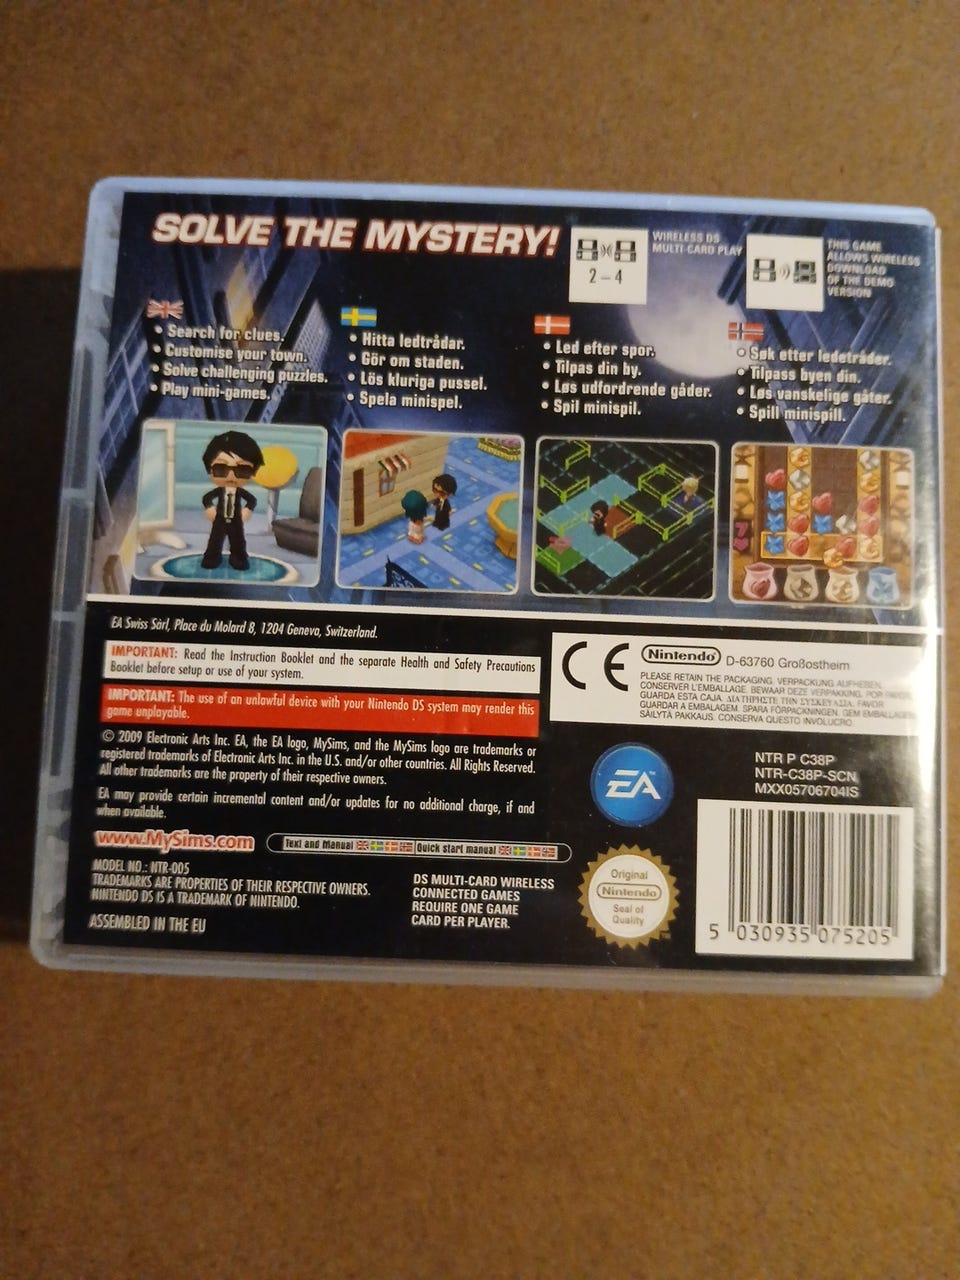 SOLVE THE MYSTERY!
2 – 4
WIRELESS DS
MULTI-CARD PLAY
THIS GAME
ALLOWS WIRELESS
DOWNLOAD
OF THE DEMO
VERSION
• Search for clues.
• Customise your town.
• Solve challenging puzzles.
• Play mini-games.
• Hitta ledtrådar.
• Gör om staden.
• Lös kluriga pussel.
• Spela minispel.
• Led efter spor.
• Tilpas din by.
• Løs udfordrende gåder.
• Spil minispil.
• Søk etter ledetråder.
• Tilpass byen din.
• Løs vanskelige gåter.
• Spill minispill.
EA Swiss Sàrl, Place du Molard 8, 1204 Geneva, Switzerland.
IMPORTANT: Read the Instruction Booklet and the separate Health and Safety Precautions
Booklet before setup or use of your system.
IMPORTANT: The use of an unlawful device with your Nintendo DS system may render this
game unplayable.
© 2009 Electronic Arts Inc. EA, the EA logo, MySims, and the MySims logo are trademarks or
registered trademarks of Electronic Arts Inc. in the U.S. and/or other countries. All Rights Reserved.
All other trademarks are the property of their respective owners.
EA may provide certain incremental content and/or updates for no additional charge, if and
when available.
www.MySims.com
Text and Manual
Quick start manual
MODEL NO.: NTR-005
TRADEMARKS ARE PROPERTIES OF THEIR RESPECTIVE OWNERS.
NINTENDO DS IS A TRADEMARK OF NINTENDO.
ASSEMBLED IN THE EU
DS MULTI-CARD WIRELESS
CONNECTED GAMES
REQUIRE ONE GAME
CARD PER PLAYER.
CE
Nintendo D-63760 Großostheim
PLEASE RETAIN THE PACKAGING. VERPACKUNG AUFHEBEN.
CONSERVER L'EMBALLAGE. BEWAAR DEZE VERPAKKING. POR FAVOR
GUARDA ESTA CAJA. ΔΙΑΤΗΡΗΣΤΕ ΤΗΝ ΣΥΣΚΕΥΑΣΙΑ. FAVOR
GUARDAR A EMBALAGEM. SPARA FÖRPACKNINGEN. GEM EMBALLAGEN
SÄILYTÄ PAKKAUS. CONSERVA QUESTO INVOLUCRO
EA
NTR P C38P
NTR-C38P-SCN
MXX05706704IS
Original
Nintendo
Seal of
Quality
5 030935 075205